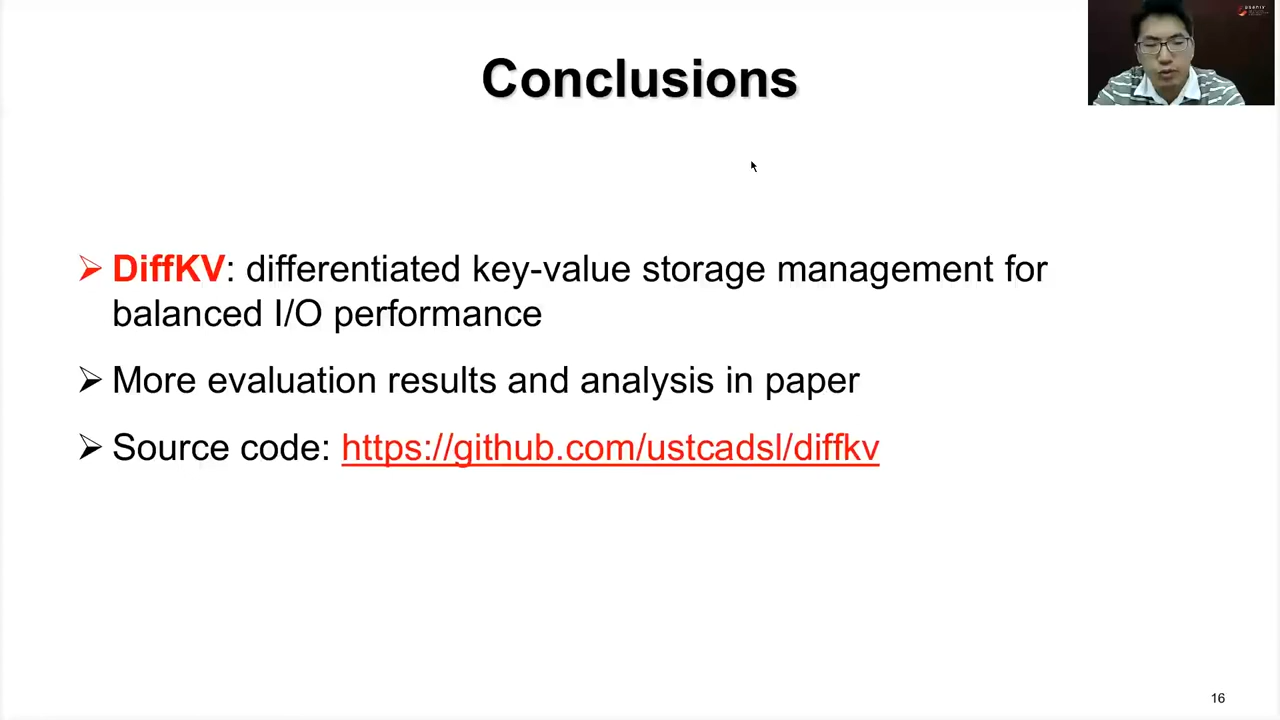 usenix
Conclusions
➢ DiffKV: differentiated key-value storage management for
balanced I/O performance
➢ More evaluation results and analysis in paper
➢ Source code: https://github.com/ustcadsl/diffkv
16